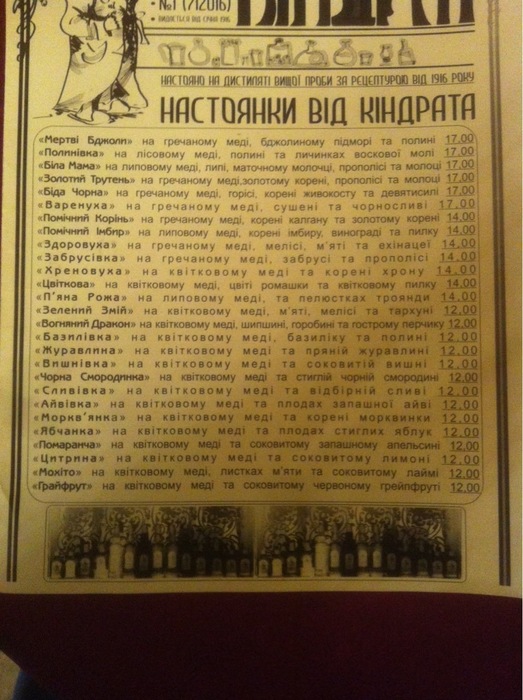 • №1 (7)2016)
• ВИДАЄТЬСЯ ВІД СРАЧІ 1916
КІНДРАТ
НАСТОЯНО НА ДИСТИЛЯТІ ВИЩОЇ ПРОБИ ЗА РЕЦЕПТУРОЮ ВІД 1916 РОКУ
НАСТОЯНКИ ВІД КІНДРАТА
«Мертві Бджоли» на гречаному меді, бджолиному підморі та полині 17.00
«Полинівка» на лісовому меді, полині та личинках воскової молі 17.00
«Біла Мама» на липовому меді, липі, маточному молочці, прополісі та молоці 17.00
«Золотий Трутень» на гречаному меді,золотому корені, прополісі та молоці 17.00
«Біда Чорна» на гречаному меді, горісі, корені живокосту та девятисилі 17.00
«Варенуха» на гречаному меді, сушені та чорносливі 17.00
«Помічний Корінь» на гречаному меді, корені калгану та золотому корені 14.00
«Помічний Імбир» на липовому меді, корені імбиру, винограді та пилку 14.00
«Здоровуха» на гречаному меді, мелісі, м'яті та ехінацеї 14.00
«Забрусівка» на гречаному меді, забрусі та прополісі 14.00
«Хреновуха» на квітковому меді та корені хрону 14.00
«Цвіткова» на квітковому меді, цвіті ромашки та квітковому пилку 14.00
«П'яна Рожа» на липовому меді, та пелюстках троянди 14.00
«Зелений Змій» на квітковому меді, м'яті, мелісі та тархуні 12.00
«Вогняний Дракон» на квітковому меді, шипшині, горобині та гострому перчику 12.00
«Базилівка» на квітковому меді, базиліку та полині 12.00
«Журавлина» на квітковому меді та пряній журавлині 12.00
«Вишнівка» на квітковому меді та соковитій вишні 12.00
«Чорна Смородинка» на квітковому меді та стиглій чорній смородині 12.00
«Сливівка» на квітковому меді та відбірній сливі 12.00
«Айвівка» на квітковому меді та плодах запашної айві 12.00
«Морквʼянка» на квітковому меді та корені морквинки 12.00
«Ябчанка» на квітковому меді та плодах стиглих яблук 12.00
«Помаранча» на квітковому меді та соковитому запашному апельсині 12.00
«Цитрина» на квітковому меді та соковитому лимоні 12.00
«Мохіто» на квітковому меді, листках м'яти та соковитому лаймі 12.00
«Грайфрут» на квітковому меді та соковитому червоному грейпфруті 12.00